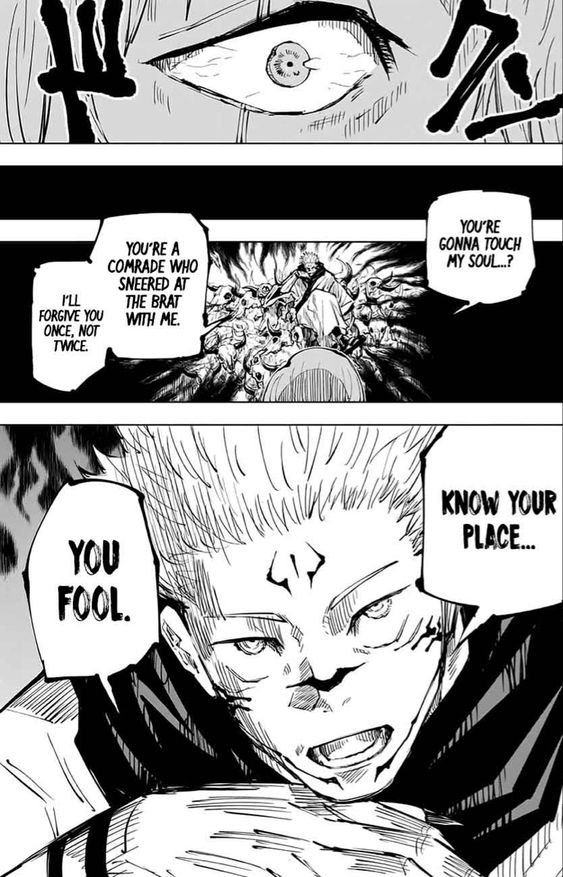 YOU'RE
GONNA TOUCH
MY SOUL...?
YOU'RE A
COMRADE WHO
SNEERED AT
THE BRAT
WITH ME.
I'LL
FORGIVE YOU
ONCE, NOT
TWICE.
KNOW YOUR
PLACE...
YOU
FOOL.